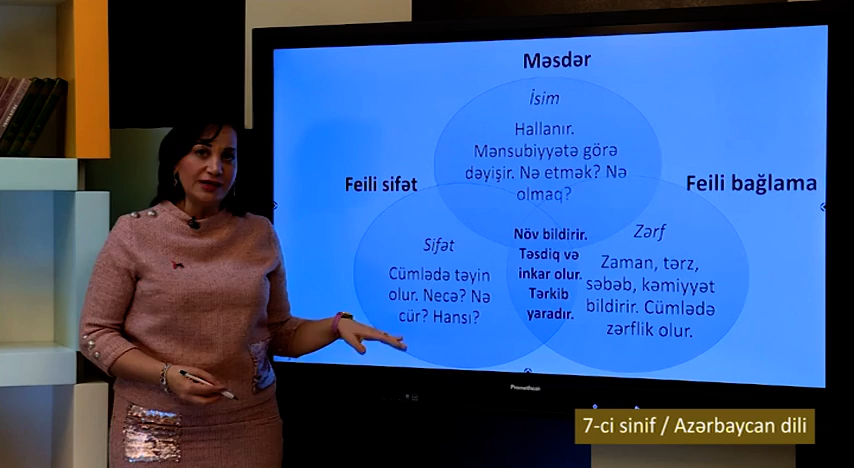 Məsdər
İsim
Hallanır.
Mənsubiyyətə görə
dəyişir. Nə etmək? Nə
olmaq?
Feili sifət
Sifət
Cümlədə təyin
olur. Necə? Nə
cür? Hansı?
Növ bildirir.
Təsdiq və
inkar olur.
Tərkib
yaradır.
Feili bağlama
Zərf
Zaman, tərz,
səbəb, kəmiyyət
bildirir. Cümlədə
zərflik olur.
Promethean
7-ci sinif / Azərbaycan dili